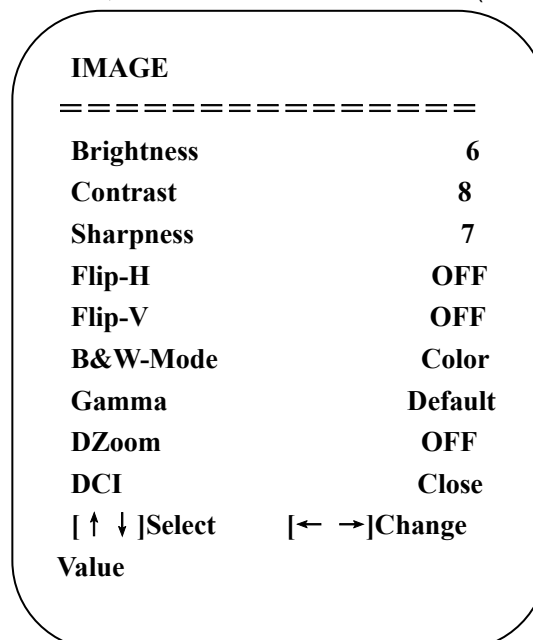 IMAGE
===============
Brightness 6
Contrast 8
Sharpness 7
Flip-H OFF
Flip-V OFF
B&W-Mode Color
Gamma Default
DZoom OFF
DCI Close
[ ↑ ↓ ]Select [← →]Change
Value